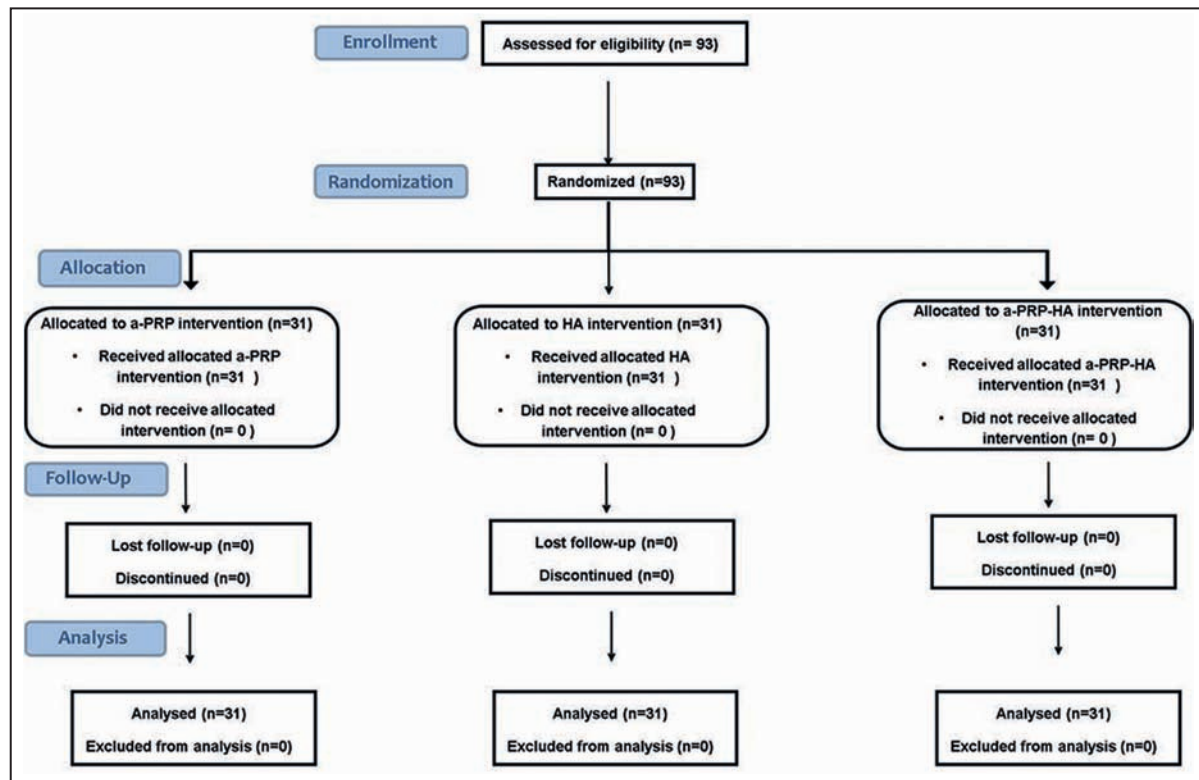 Enrollment
Assessed for eligibility (n= 93)
Randomization
Randomized (n=93)
Allocation
Allocated to a-PRP intervention (n=31)
• Received allocated a-PRP
intervention (n=31 )
• Did not receive allocated
intervention (n= 0 )
Allocated to HA intervention (n=31)
• Received allocated HA
intervention (n=31 )
• Did not receive allocated
intervention (n= 0 )
Allocated to a-PRP-HA intervention
(n=31)
• Received allocated a-PRP-HA
intervention (n=31 )
• Did not receive allocated
intervention (n= 0 )
Follow-Up
Lost follow-up (n=0)
Discontinued (n=0)
Lost follow-up (n=0)
Discontinued (n=0)
Lost follow-up (n=0)
Discontinued (n=0)
Analysis
Analysed (n=31)
Excluded from analysis (n=0)
Analysed (n=31)
Excluded from analysis (n=0)
Analysed (n=31)
Excluded from analysis (n=0)